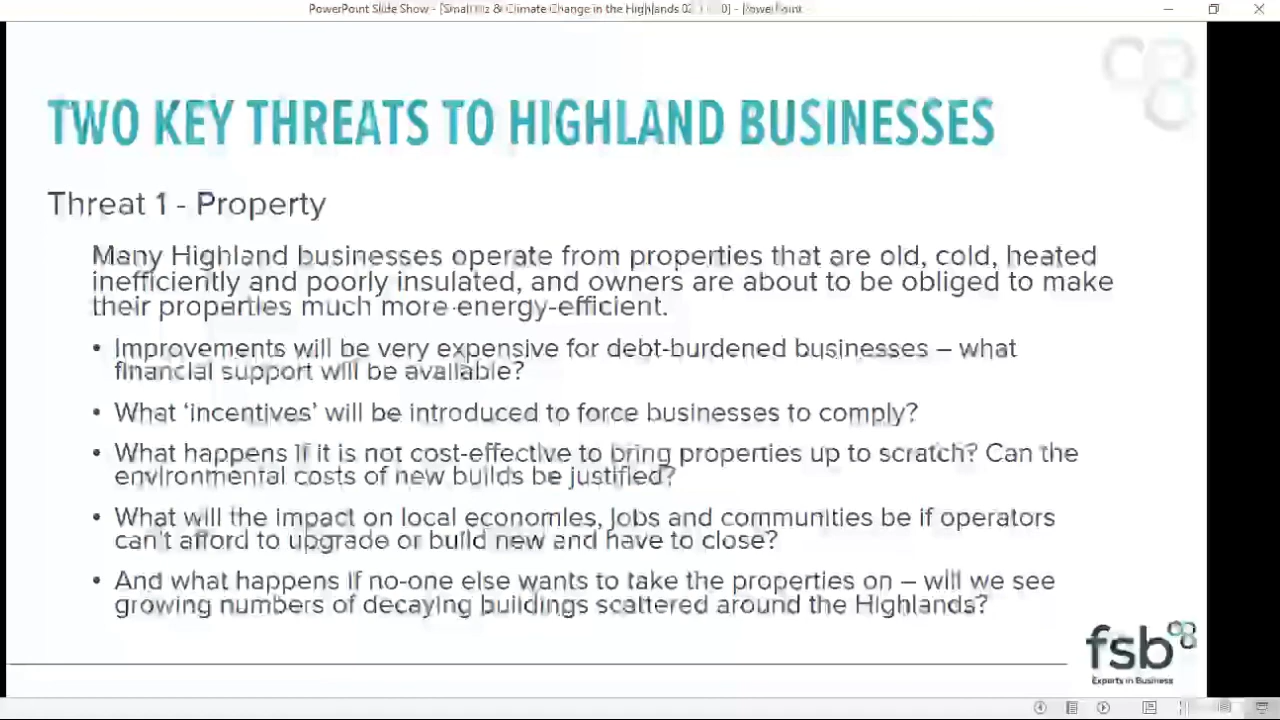 PowerPoint Slide Show - [Small & Climate Change in the Highlands - PowerPoint
TWO KEY THREATS TO HIGHLAND BUSINESSES
Threat 1 - Property
Many Highland businesses operate from properties that are old, cold, heated
inefficiently and poorly insulated, and owners are about to be obliged to make
their properties much more energy-efficient.
• Improvements will be very expensive for debt-burdened businesses – what
financial support will be available?
• What ‘incentives’ will be introduced to force businesses to comply?
• What happens if it is not cost-effective to bring properties up to scratch? Can the
environmental costs of new builds be justified?
• What will the impact on local economies, jobs and communities be if operators
can't afford to upgrade or build new and have to close?
• And what happens if no-one else wants to take the properties on – will we see
growing numbers of decaying buildings scattered around the Highlands?
fsb
Experts in Business